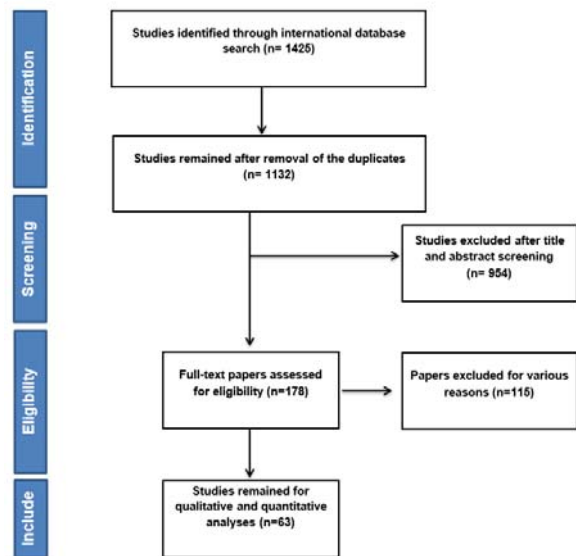 Identification
Studies identified through international database
search (n= 1425)
Studies remained after removal of the duplicates
(n= 1132)
Screening
Studies excluded after title
and abstract screening
(n= 954)
Eligibility
Full-text papers assessed
for eligibility (n=178)
Papers excluded for various
reasons (n=115)
Include
Studies remained for
qualitative and quantitative
analyses (n=63)